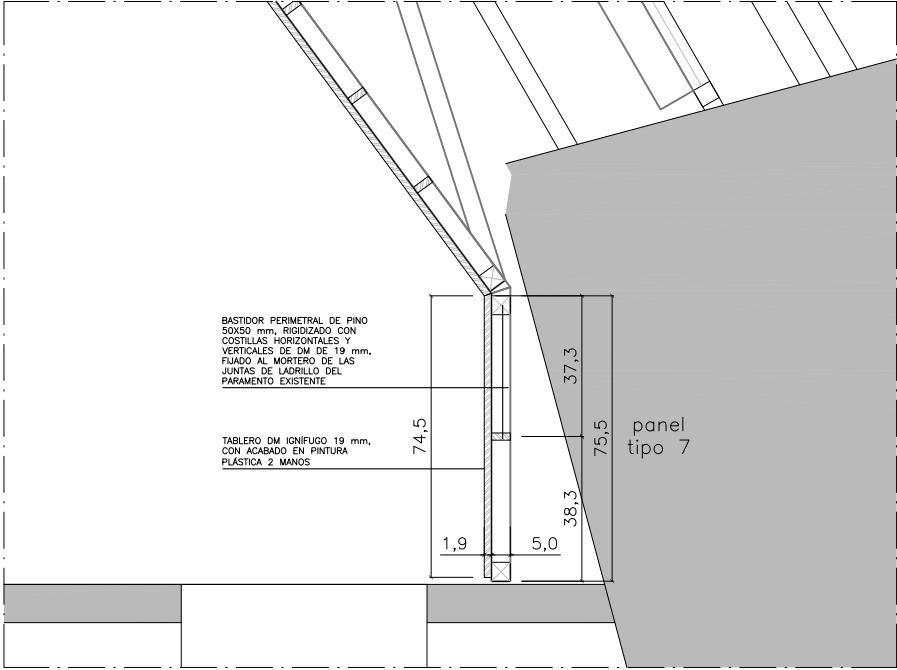 BASTIDOR PERIMETRAL DE PINO
50X50 mm, RIGIDIZADO CON
COSTILLAS HORIZONTALES Y
VERTICALES DE DM DE 19 mm,
FIJADO AL MORTERO DE LAS
JUNTAS DE LADRILLO DEL
PARAMENTO EXISTENTE
TABLERO DM IGNÍFUGO 19 mm,
CON ACABADO EN PINTURA
PLÁSTICA 2 MANOS
74,5
37,3
75,5
38,3
panel
tipo 7
1,9
5,0